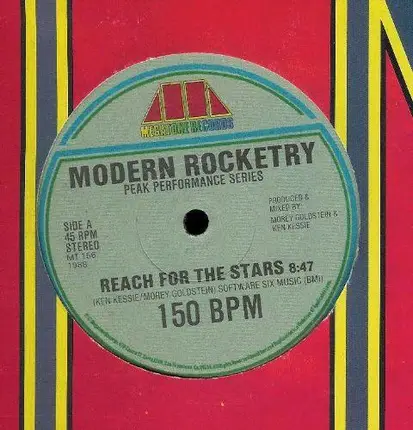 MEGATONE RECORDS
MODERN ROCKETRY
PEAK PERFORMANCE SERIES
SIDE A
45 RPM
STEREO
MT 156
1988
PRODUCED &
MIXED BY:
MOREY GOLDSTEIN &
KEN KESSIE
REACH FOR THE STARS 8:47
(KEN KESSIE/MOREY GOLDSTEIN) SOFTWARE SIX MUSIC (BMI)
150 BPM